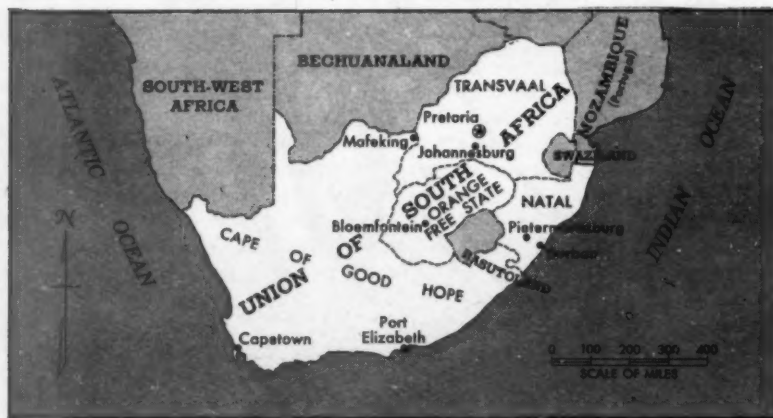 ATLANTIC OCEAN
SOUTH-WEST
AFRICA
BECHUANALAND
MOZAMBIQUE
(Portugal)
TRANSVAAL
Pretoria
Mafeking
Johannesburg
SWAZILAND
UNION OF SOUTH AFRICA
ORANGE
FREE STATE
Bloemfontein
NATAL
BASUTOLAND
CAPE OF GOOD HOPE
Capetown
Port
Elizabeth
INDIAN OCEAN
0 100 200 300 400
SCALE OF MILES